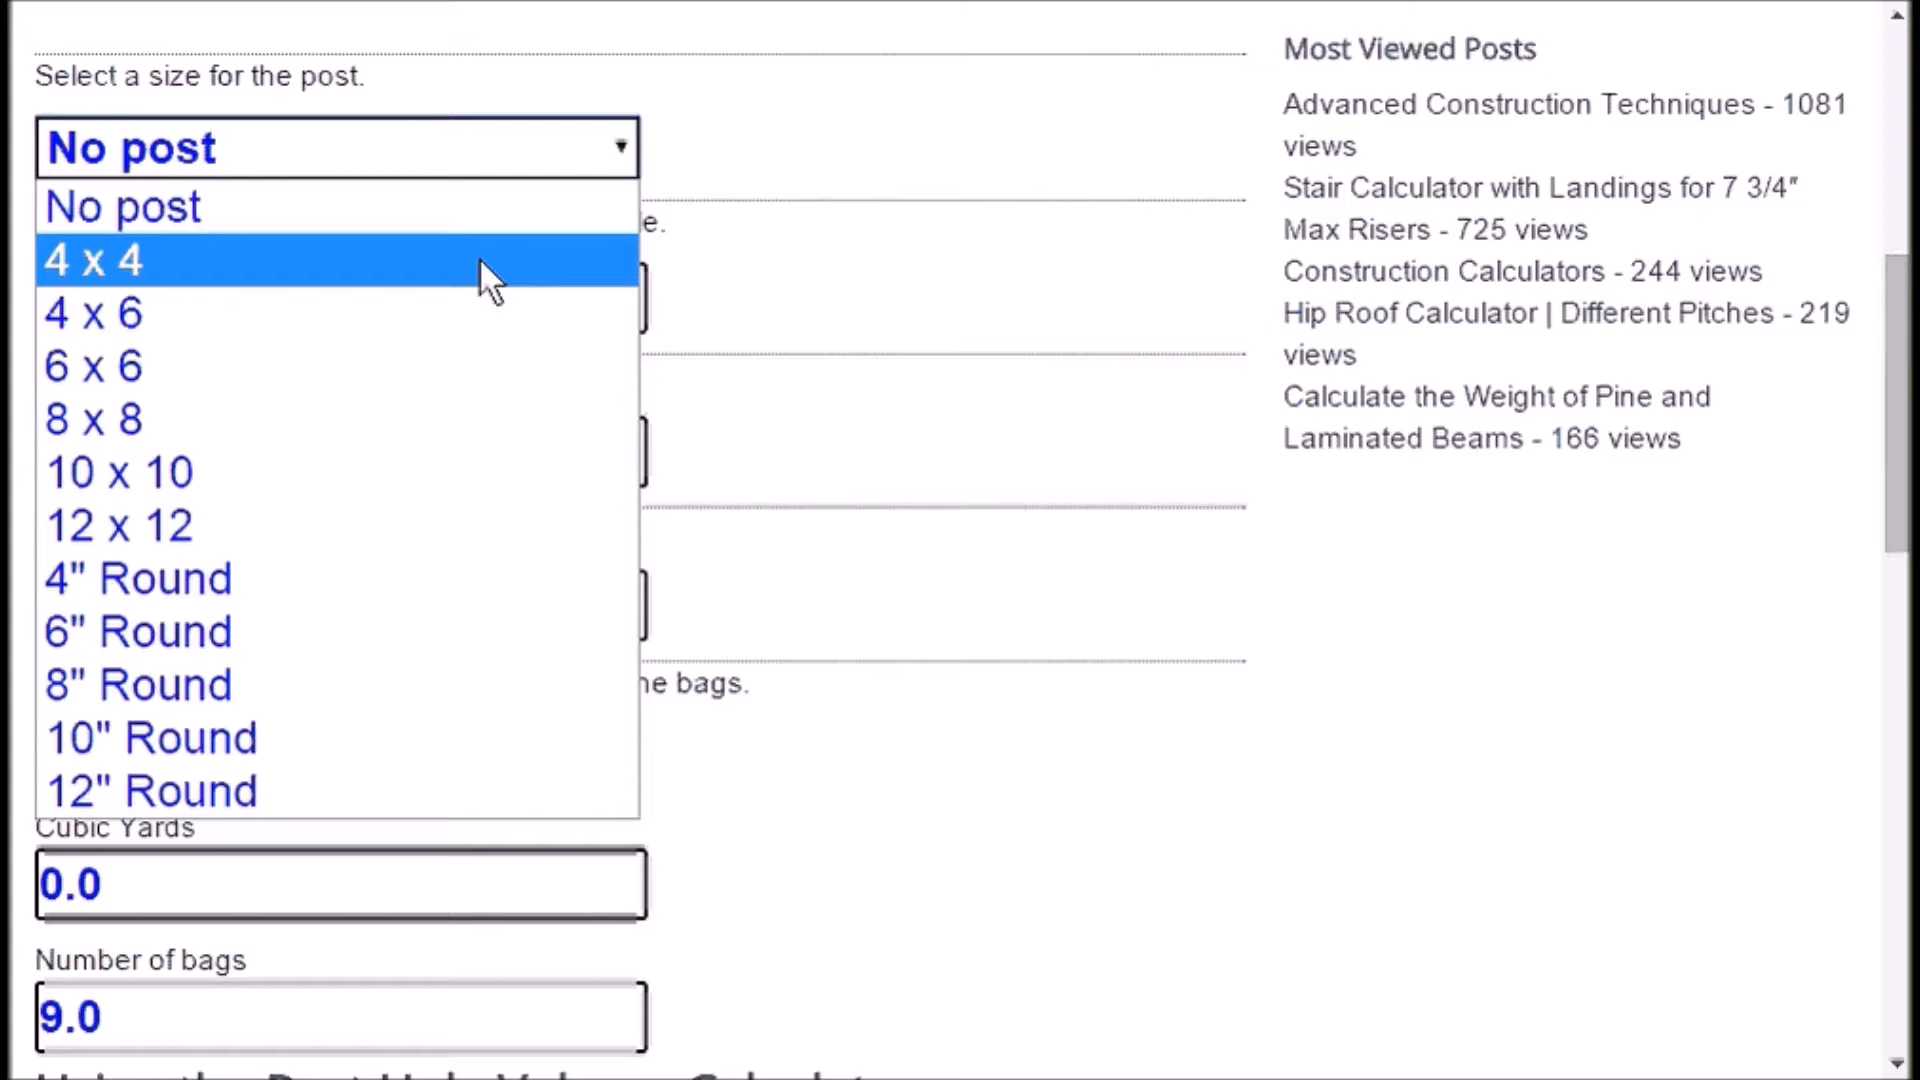 Select a size for the post.
No post
No post
4 x 4
4 x 6
6 x 6
8 x 8
10 x 10
12 x 12
4" Round
6" Round
8" Round
10" Round
12" Round
e.
he bags.
Cubic Yards
0.0
Number of bags
9.0
Most Viewed Posts
Advanced Construction Techniques - 1081
views
Stair Calculator with Landings for 7 3/4″
Max Risers - 725 views
Construction Calculators - 244 views
Hip Roof Calculator | Different Pitches - 219
views
Calculate the Weight of Pine and
Laminated Beams - 166 views